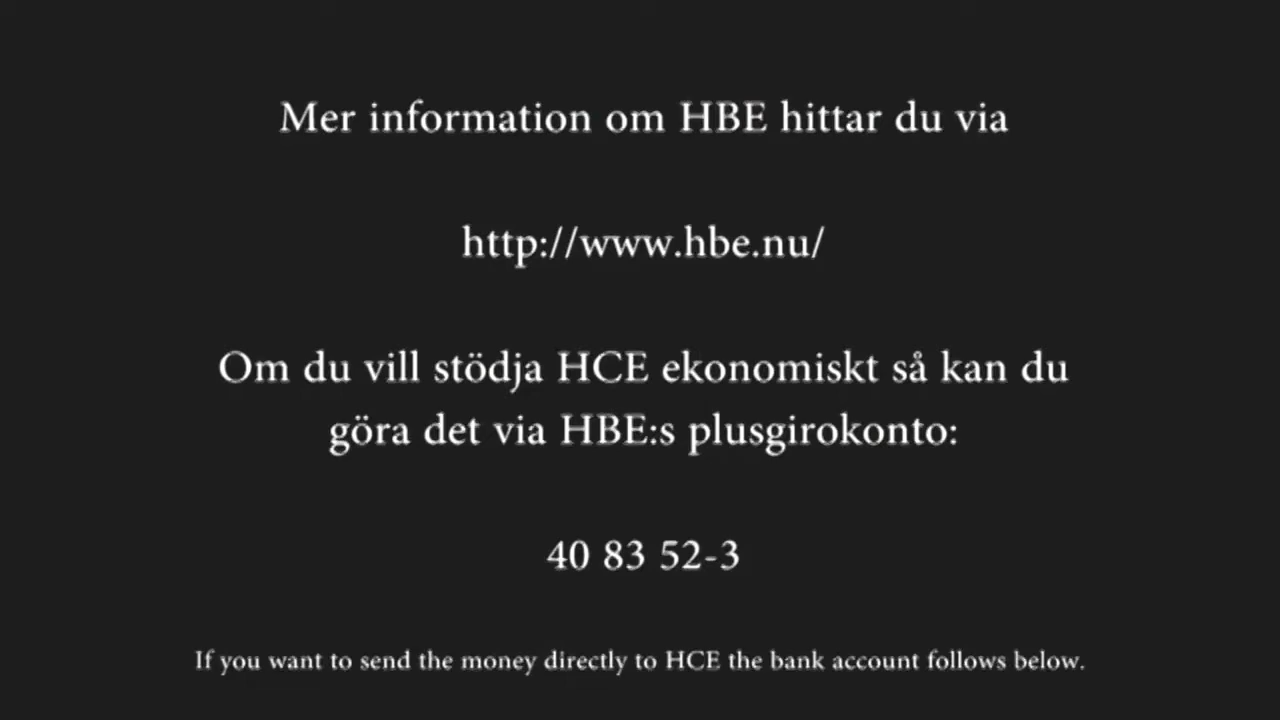 Mer information om HBE hittar du via
http://www.hbe.nu/
Om du vill stödja HCE ekonomiskt så kan du
göra det via HBE:s plusgirokonto:
40 83 52-3
If you want to send the money directly to HCE the bank account follows below.